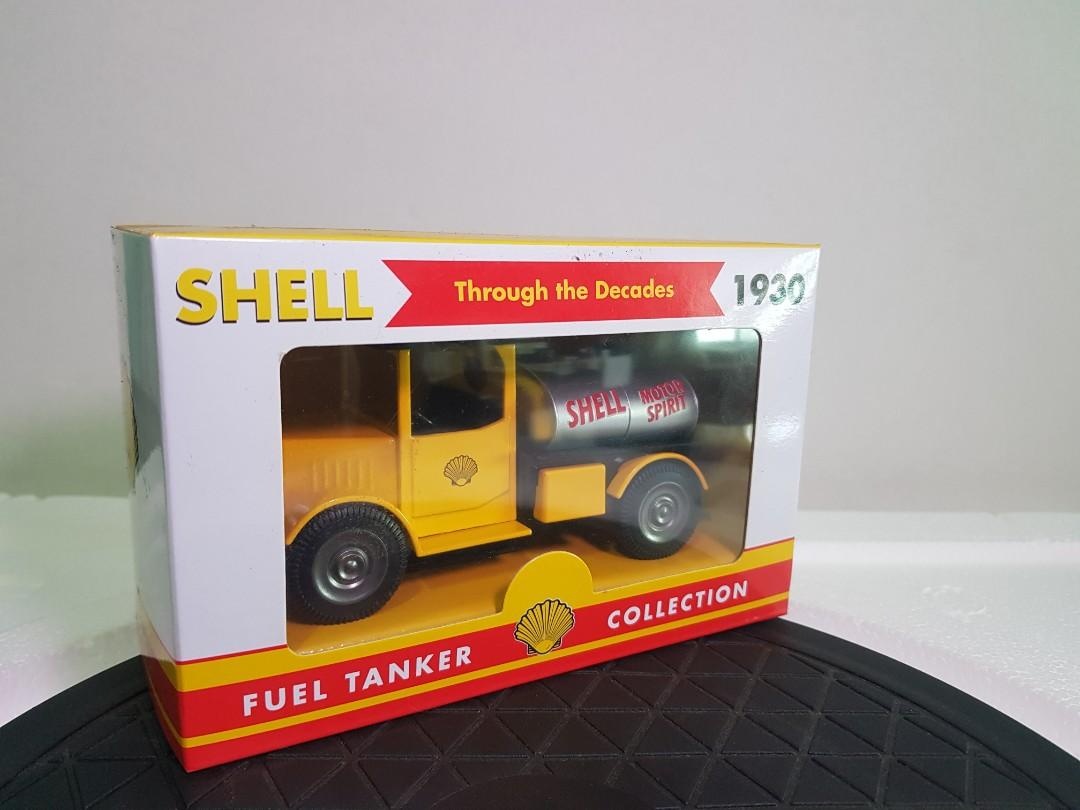 SHELL
Through the Decades
1930
SHELL
MOTOR
SPIRIT
FUEL TANKER
COLLECTION